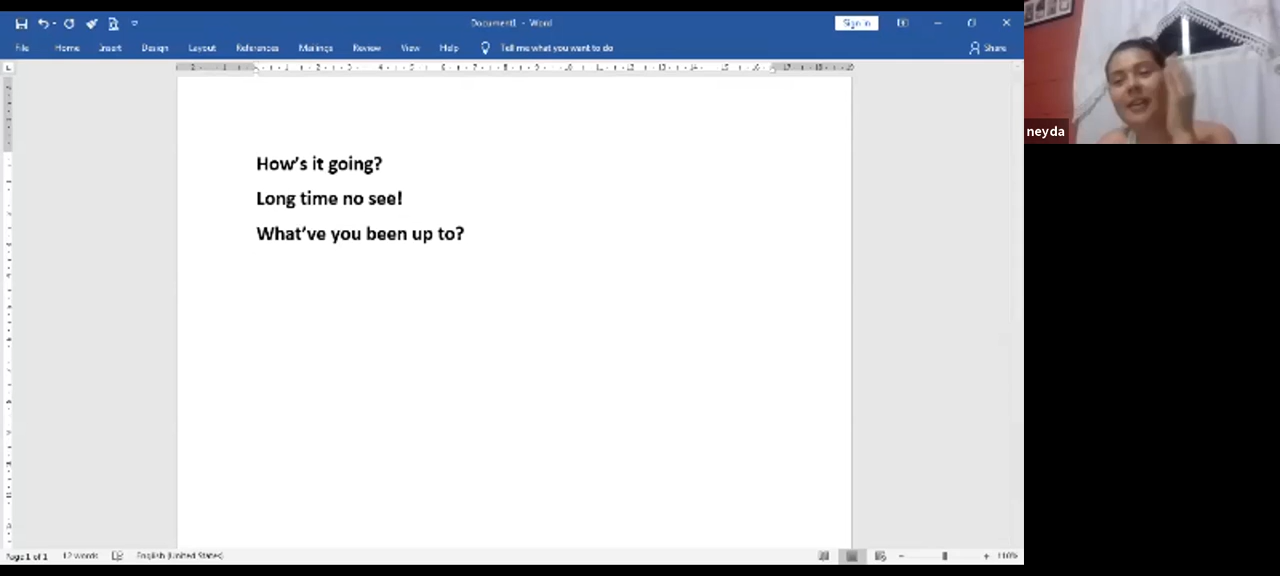 Document1 - Word
Sign in
File Home Insert Design Layout References Mailings Review View Help Tell me what you want to do Share
How's it going?
Long time no see!
What've you been up to?
neyda
Page 1 of 1 12 words English (United States) 110%